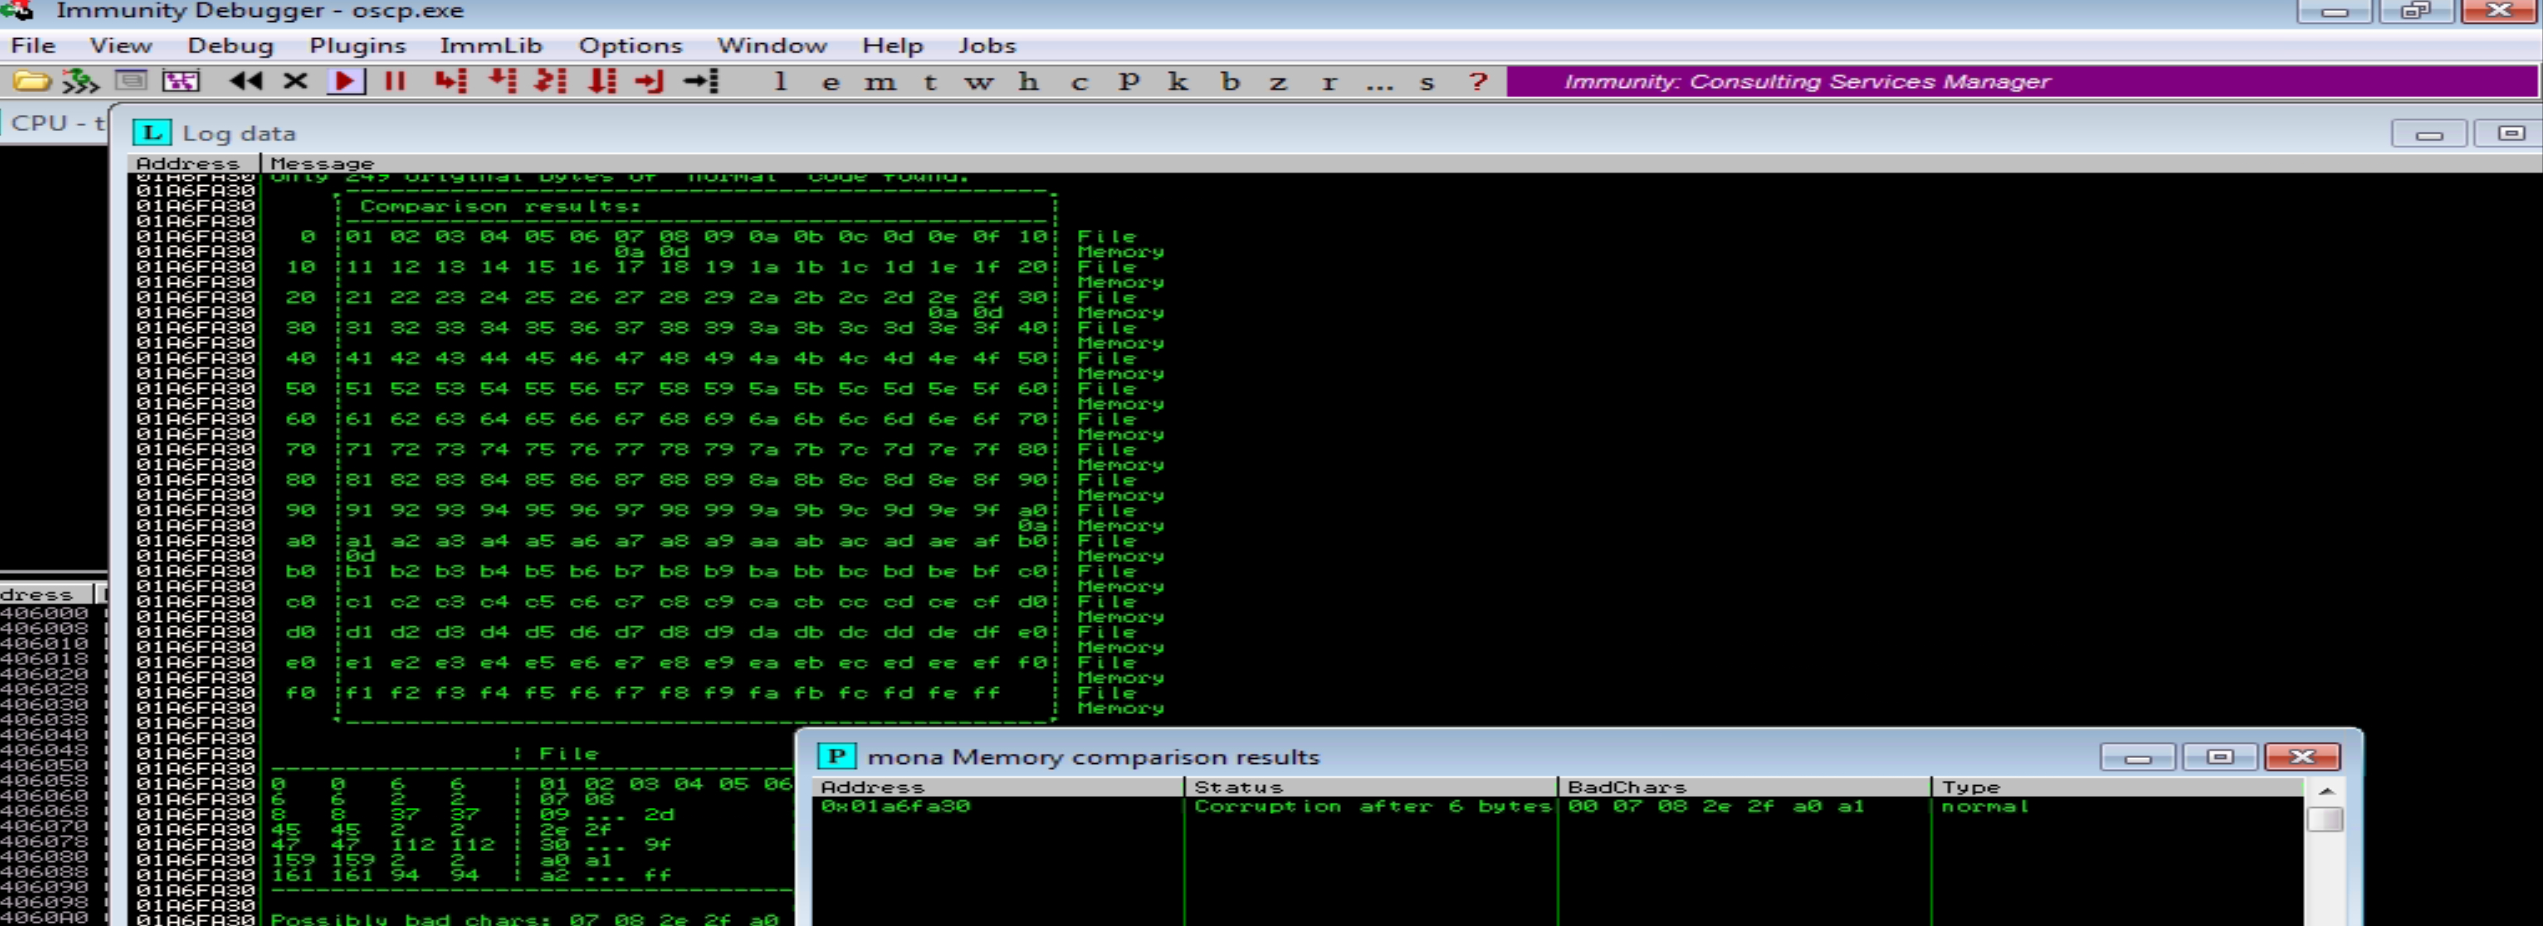 Immunity Debugger - oscp.exe
File View Debug Plugins ImmLib Options Window Help Jobs
l e m t w h c P k b z r ... s ? Immunity: Consulting Services Manager
CPU - t
L Log data
Address Message
01A6FA30 Only 249 original bytes of 'normal' code found.
01A6FA30
01A6FA30 Comparison results:
01A6FA30
01A6FA30 0 01 02 03 04 05 06 07 08 09 0a 0b 0c 0d 0e 0f 10 File
01A6FA30 0a 0d Memory
01A6FA30 10 11 12 13 14 15 16 17 18 19 1a 1b 1c 1d 1e 1f 20 File
01A6FA30 Memory
01A6FA30 20 21 22 23 24 25 26 27 28 29 2a 2b 2c 2d 2e 2f 30 File
01A6FA30 0a 0d Memory
01A6FA30 30 31 32 33 34 35 36 37 38 39 3a 3b 3c 3d 3e 3f 40 File
01A6FA30 Memory
01A6FA30 40 41 42 43 44 45 46 47 48 49 4a 4b 4c 4d 4e 4f 50 File
01A6FA30 Memory
01A6FA30 50 51 52 53 54 55 56 57 58 59 5a 5b 5c 5d 5e 5f 60 File
01A6FA30 Memory
01A6FA30 60 61 62 63 64 65 66 67 68 69 6a 6b 6c 6d 6e 6f 70 File
01A6FA30 Memory
01A6FA30 70 71 72 73 74 75 76 77 78 79 7a 7b 7c 7d 7e 7f 80 File
01A6FA30 Memory
01A6FA30 80 81 82 83 84 85 86 87 88 89 8a 8b 8c 8d 8e 8f 90 File
01A6FA30 Memory
01A6FA30 90 91 92 93 94 95 96 97 98 99 9a 9b 9c 9d 9e 9f a0 File
01A6FA30 0a Memory
01A6FA30 a0 a1 a2 a3 a4 a5 a6 a7 a8 a9 aa ab ac ad ae af b0 File
01A6FA30 0d Memory
01A6FA30 b0 b1 b2 b3 b4 b5 b6 b7 b8 b9 ba bb bc bd be bf c0 File
01A6FA30 Memory
01A6FA30 c0 c1 c2 c3 c4 c5 c6 c7 c8 c9 ca cb cc cd ce cf d0 File
01A6FA30 Memory
01A6FA30 d0 d1 d2 d3 d4 d5 d6 d7 d8 d9 da db dc dd de df e0 File
01A6FA30 Memory
01A6FA30 e0 e1 e2 e3 e4 e5 e6 e7 e8 e9 ea eb ec ed ee ef f0 File
01A6FA30 Memory
01A6FA30 f0 f1 f2 f3 f4 f5 f6 f7 f8 f9 fa fb fc fd fe ff File
01A6FA30 Memory
01A6FA30
01A6FA30
01A6FA30 File
01A6FA30
01A6FA30 0 0 6 6 01 02 03 04 05 06
01A6FA30 6 6 2 2 07 08
01A6FA30 8 8 37 37 09 ... 2d
01A6FA30 45 45 2 2 2e 2f
01A6FA30 47 47 112 112 30 ... 9f
01A6FA30 159 159 2 2 a0 a1
01A6FA30 161 161 94 94 a2 ... ff
01A6FA30
01A6FA30
01A6FA30 Possibly bad chars: 07 08 2e 2f a0
dress
406000
406008
406010
406018
406020
406028
406030
406038
406040
406048
406050
406058
406060
406068
406070
406078
406080
406088
406090
406098
4060A0
P mona Memory comparison results
Address Status BadChars Type
0x01a6fa30 Corruption after 6 bytes 00 07 08 2e 2f a0 a1 normal